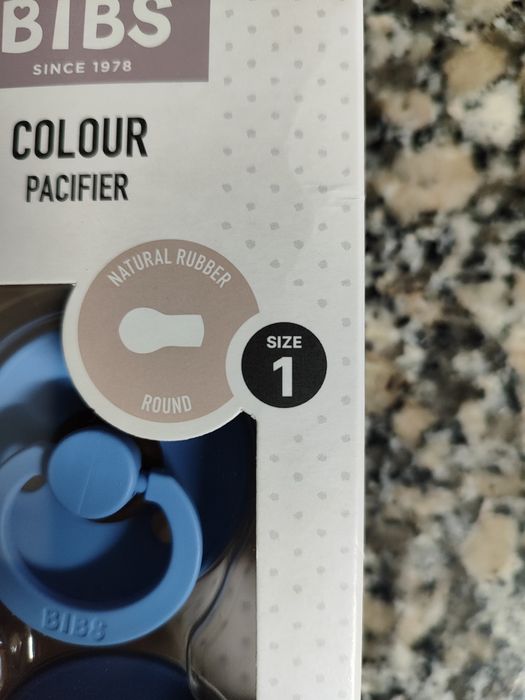 BIBS
SINCE 1978
COLOUR
PACIFIER
NATURAL RUBBER
ROUND
SIZE
1
BIBS